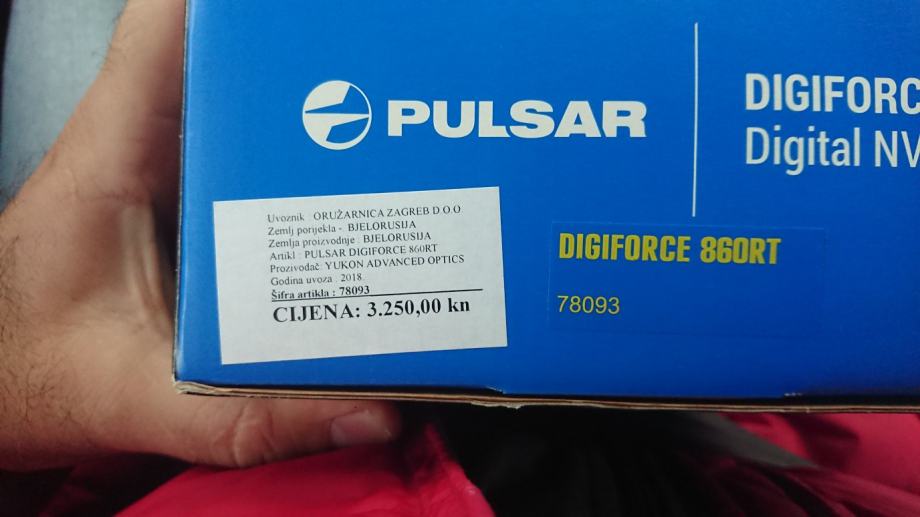 PULSAR
DIGIFORC
Digital NV
Uvoznik : ORUŽARNICA ZAGREB D.O.O.
Zemlj porijekla - BJELORUSIJA
Zemlja proizvodnje : BJELORUSIJA
Artikl : PULSAR DIGIFORCE 860RT
Prozivođač: YUKON ADVANCED OPTICS
Godina uvoza : 2018.
Šifra artikla : 78093
CIJENA: 3.250,00 kn
DIGIFORCE 860RT
78093